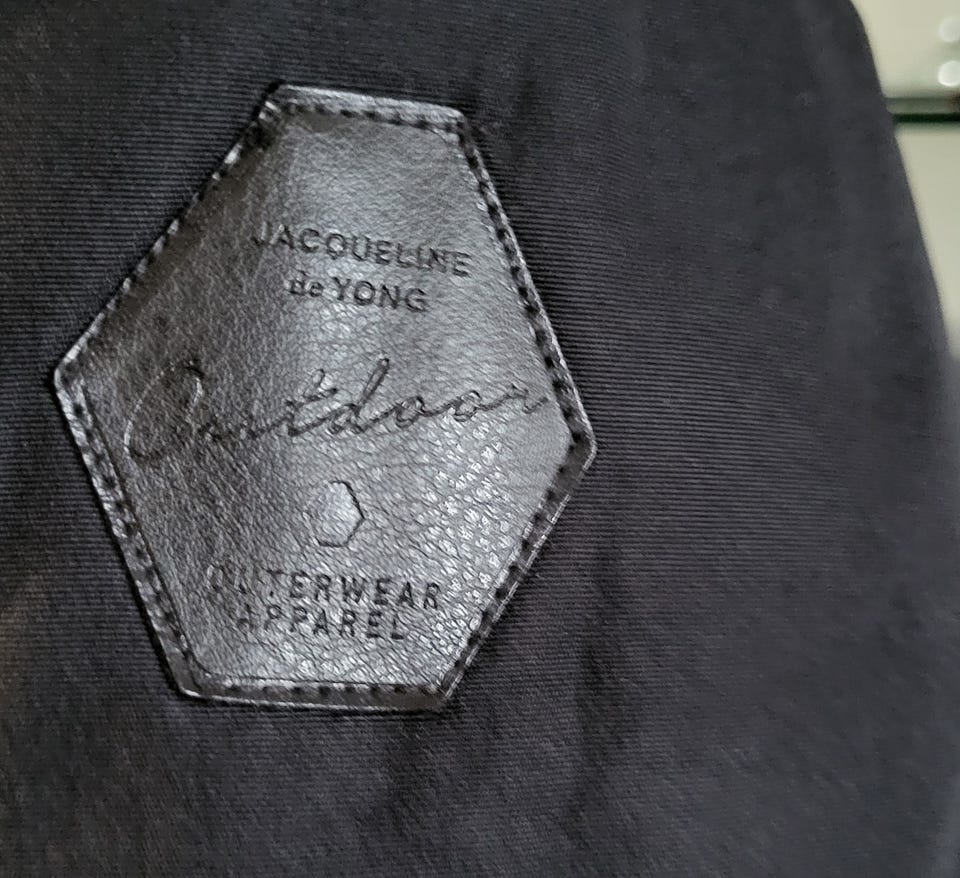 JACQUELINE
de YONG
Outdoor
OUTERWEAR
APPAREL